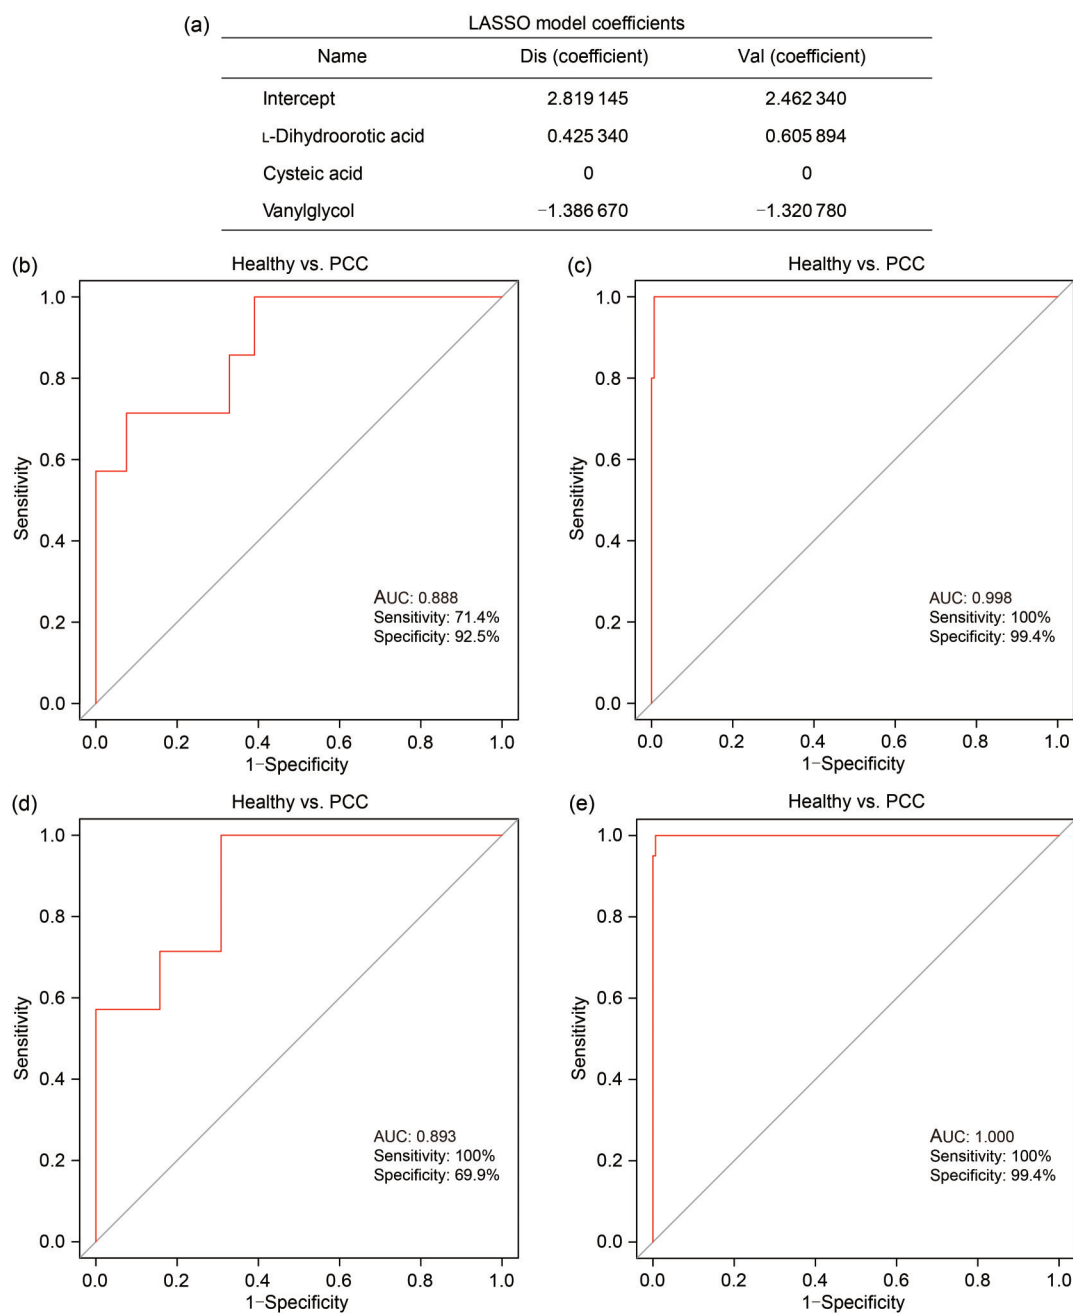 (a)
LASSO model coefficients
Name Dis (coefficient) Val (coefficient)
Intercept 2.819 145 2.462 340
L-Dihydroorotic acid 0.425 340 0.605 894
Cysteic acid 0 0
Vanylglycol −1.386 670 −1.320 780
(b)
Healthy vs. PCC
1.0
0.8
0.6
0.4
0.2
0.0
Sensitivity
AUC: 0.888
Sensitivity: 71.4%
Specificity: 92.5%
0.0 0.2 0.4 0.6 0.8 1.0
1−Specificity
(c)
Healthy vs. PCC
1.0
0.8
0.6
0.4
0.2
0.0
Sensitivity
AUC: 0.998
Sensitivity: 100%
Specificity: 99.4%
0.0 0.2 0.4 0.6 0.8 1.0
1−Specificity
(d)
Healthy vs. PCC
1.0
0.8
0.6
0.4
0.2
0.0
Sensitivity
AUC: 0.893
Sensitivity: 100%
Specificity: 69.9%
0.0 0.2 0.4 0.6 0.8 1.0
1−Specificity
(e)
Healthy vs. PCC
1.0
0.8
0.6
0.4
0.2
0.0
Sensitivity
AUC: 1.000
Sensitivity: 100%
Specificity: 99.4%
0.0 0.2 0.4 0.6 0.8 1.0
1−Specificity